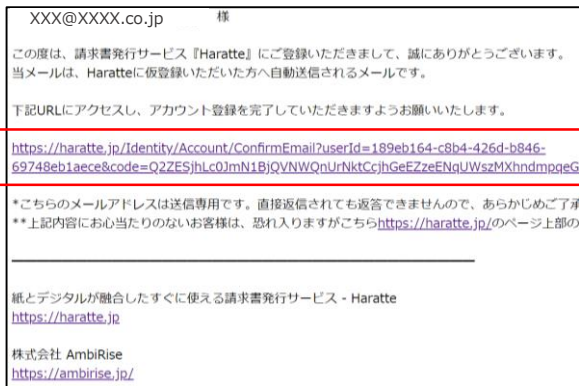 XXX@XXXX.co.jp 様
この度は、請求書発行サービス『Haratte』にご登録いただきまして、誠にありがとうございます。
当メールは、Haratteに仮登録いただいた方へ自動送信されるメールです。
下記URLにアクセスし、アカウント登録を完了していただきますようお願いいたします。
https://haratte.jp/Identity/Account/ConfirmEmail?userId=189eb164-c8b4-426d-b846-
69748eb1aece&code=Q2ZESjhLc0JmN1BjQVNWQnUrNktCcjhGeEZzeENqUWszMXhndmpqeG
*こちらのメールアドレスは送信専用です。直接返信されても返答できませんので、あらかじめご了承
**上記内容にお心当たりのないお客様は、恐れ入りますがこちらhttps://haratte.jp/のページ上部の
紙とデジタルが融合したすぐに使える請求書発行サービス - Haratte
https://haratte.jp
株式会社 AmbiRise
https://ambirise.jp/